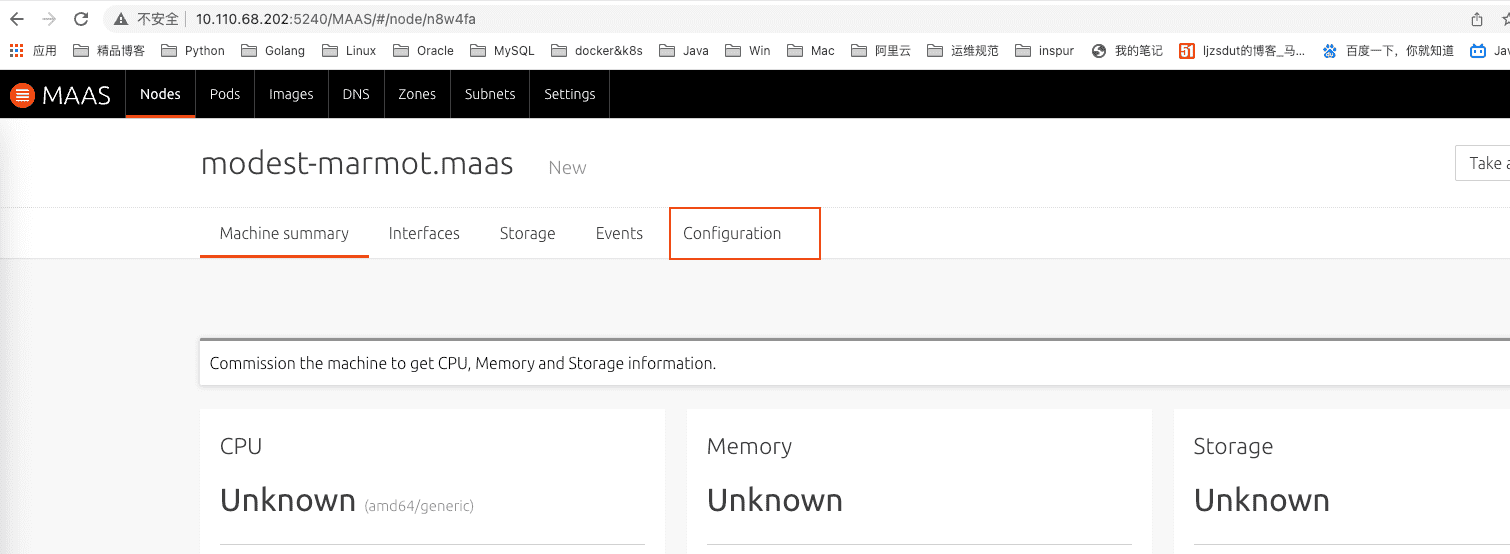 不安全 10.110.68.202:5240/MAAS/#/node/n8w4fa
应用 精品博客 Python Golang Linux Oracle MySQL docker&k8s Java Win Mac 阿里云 运维规范 inspur 我的笔记 51 ljzsdut的博客_马... 百度一下，你就知道 Jav
MAAS Nodes Pods Images DNS Zones Subnets Settings
modest-marmot.maas New Take a
Machine summary Interfaces Storage Events Configuration
Commission the machine to get CPU, Memory and Storage information.
CPU Memory Storage
Unknown (amd64/generic) Unknown Unknown